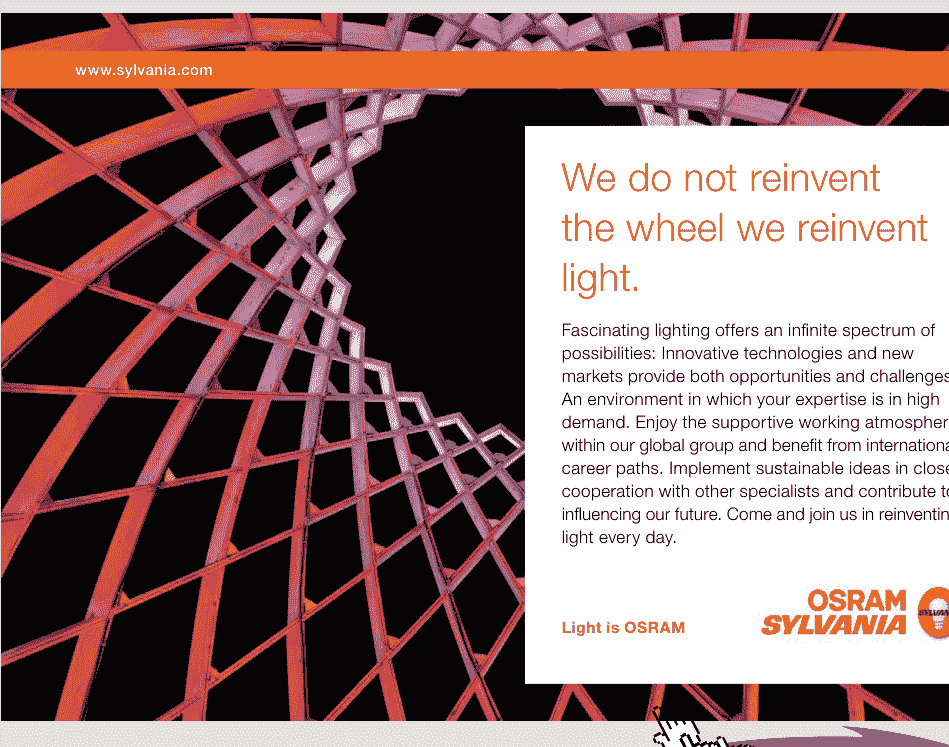 www.sylvania.com
We do not reinvent
the wheel we reinvent
light.
Fascinating lighting offers an infinite spectrum of
possibilities: Innovative technologies and new
markets provide both opportunities and challenges
An environment in which your expertise is in high
demand. Enjoy the supportive working atmospher
within our global group and benefit from internationa
career paths. Implement sustainable ideas in close
cooperation with other specialists and contribute to
influencing our future. Come and join us in reinventin
light every day.
Light is OSRAM
OSRAM
SYLVANIA